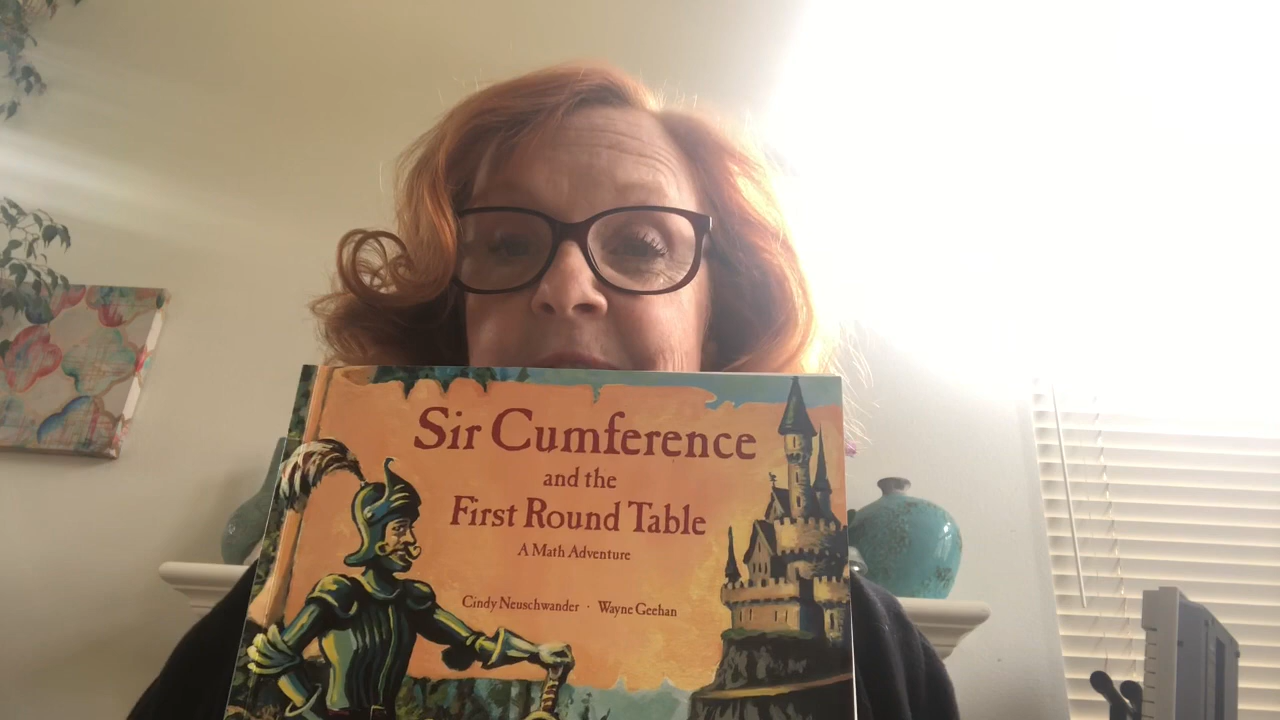 Sir Cumference
and the
First Round Table
A Math Adventure
Cindy Neuschwander · Wayne Geehan